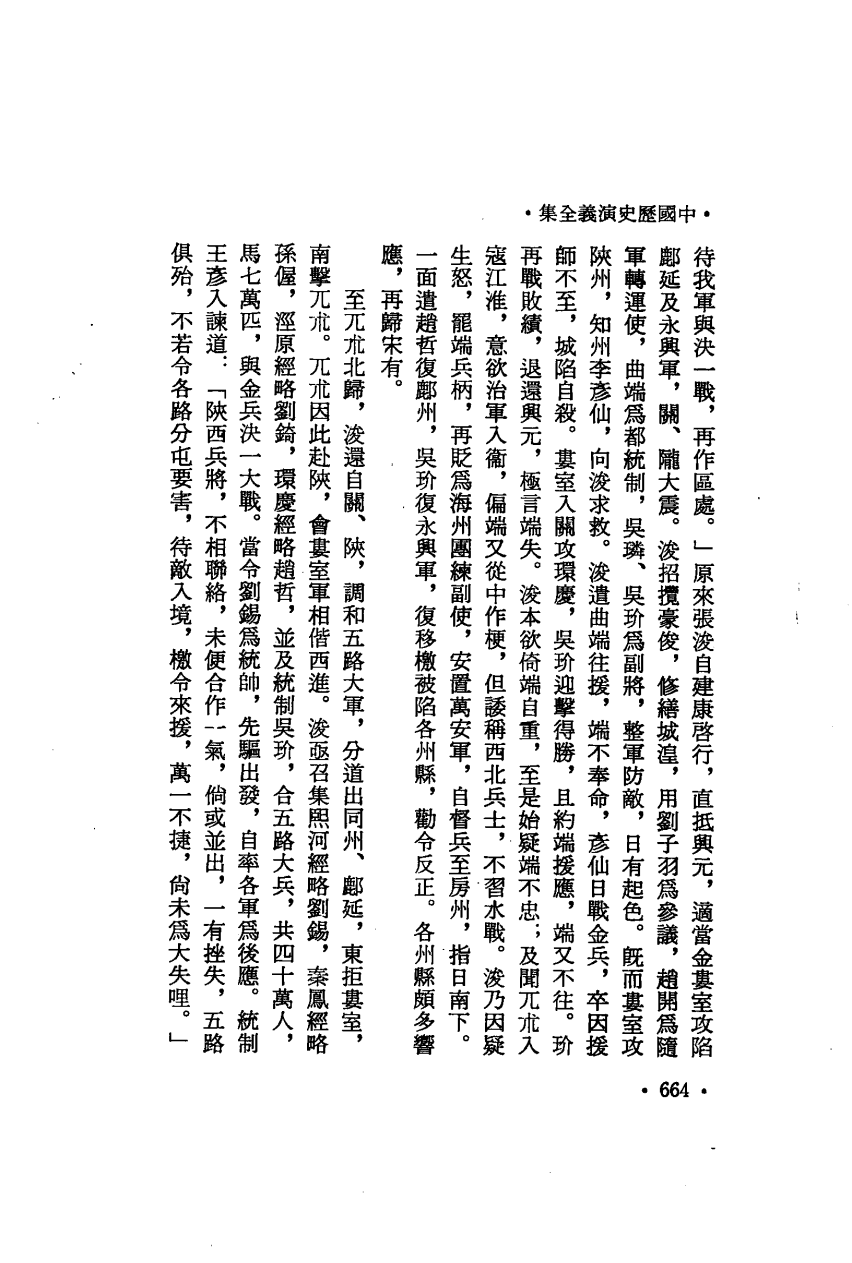 •中國歷史演義全集•
待我軍與決一戰，再作區處。」原來張浚自建康啓行，直抵興元，適當金婁室攻陷
鄜延及永興軍，關、隴大震。浚招攬豪俊，修繕城湟，用劉子羽爲參議，趙開爲隨
軍轉運使，曲端爲都統制，吳璘、吳玠爲副將，整軍防敵，日有起色。旣而婁室攻
陝州，知州李彥仙，向浚求救。浚遣曲端往援，端不奉命，彥仙日戰金兵，卒因援
師不至，城陷自殺。婁室入關攻環慶，吳玠迎擊得勝，且約端援應，端又不往。玠
再戰敗績，退還興元，極言端失。浚本欲倚端自重，至是始疑端不忠；及聞兀朮入
寇江淮，意欲治軍入衞，偏端又從中作梗，但諉稱西北兵士，不習水戰。浚乃因疑
生怒，罷端兵柄，再貶爲海州團練副使，安置萬安軍，自督兵至房州，指日南下。
一面遣趙哲復鄜州，吳玠復永興軍，復移檄被陷各州縣，勸令反正。各州縣頗多響
應，再歸宋有。
至兀朮北歸，浚還自關、陝，調和五路大軍，分道出同州、鄜延，東拒婁室，
南擊兀朮。兀朮因此赴陝，會婁室軍相偕西進。浚亟召集熙河經略劉錫，秦鳳經略
孫偓，涇原經略劉錡，環慶經略趙哲，並及統制吳玠，合五路大兵，共四十萬人，
馬七萬匹，與金兵決一大戰。當令劉錫爲統帥，先驅出發，自率各軍爲後應。統制
王彥入諫道：「陝西兵將，不相聯絡，未便合作一氣，倘或並出，一有挫失，五路
俱殆，不若令各路分屯要害，待敵入境，檄令來援，萬一不捷，尙未爲大失哩。」
•664•